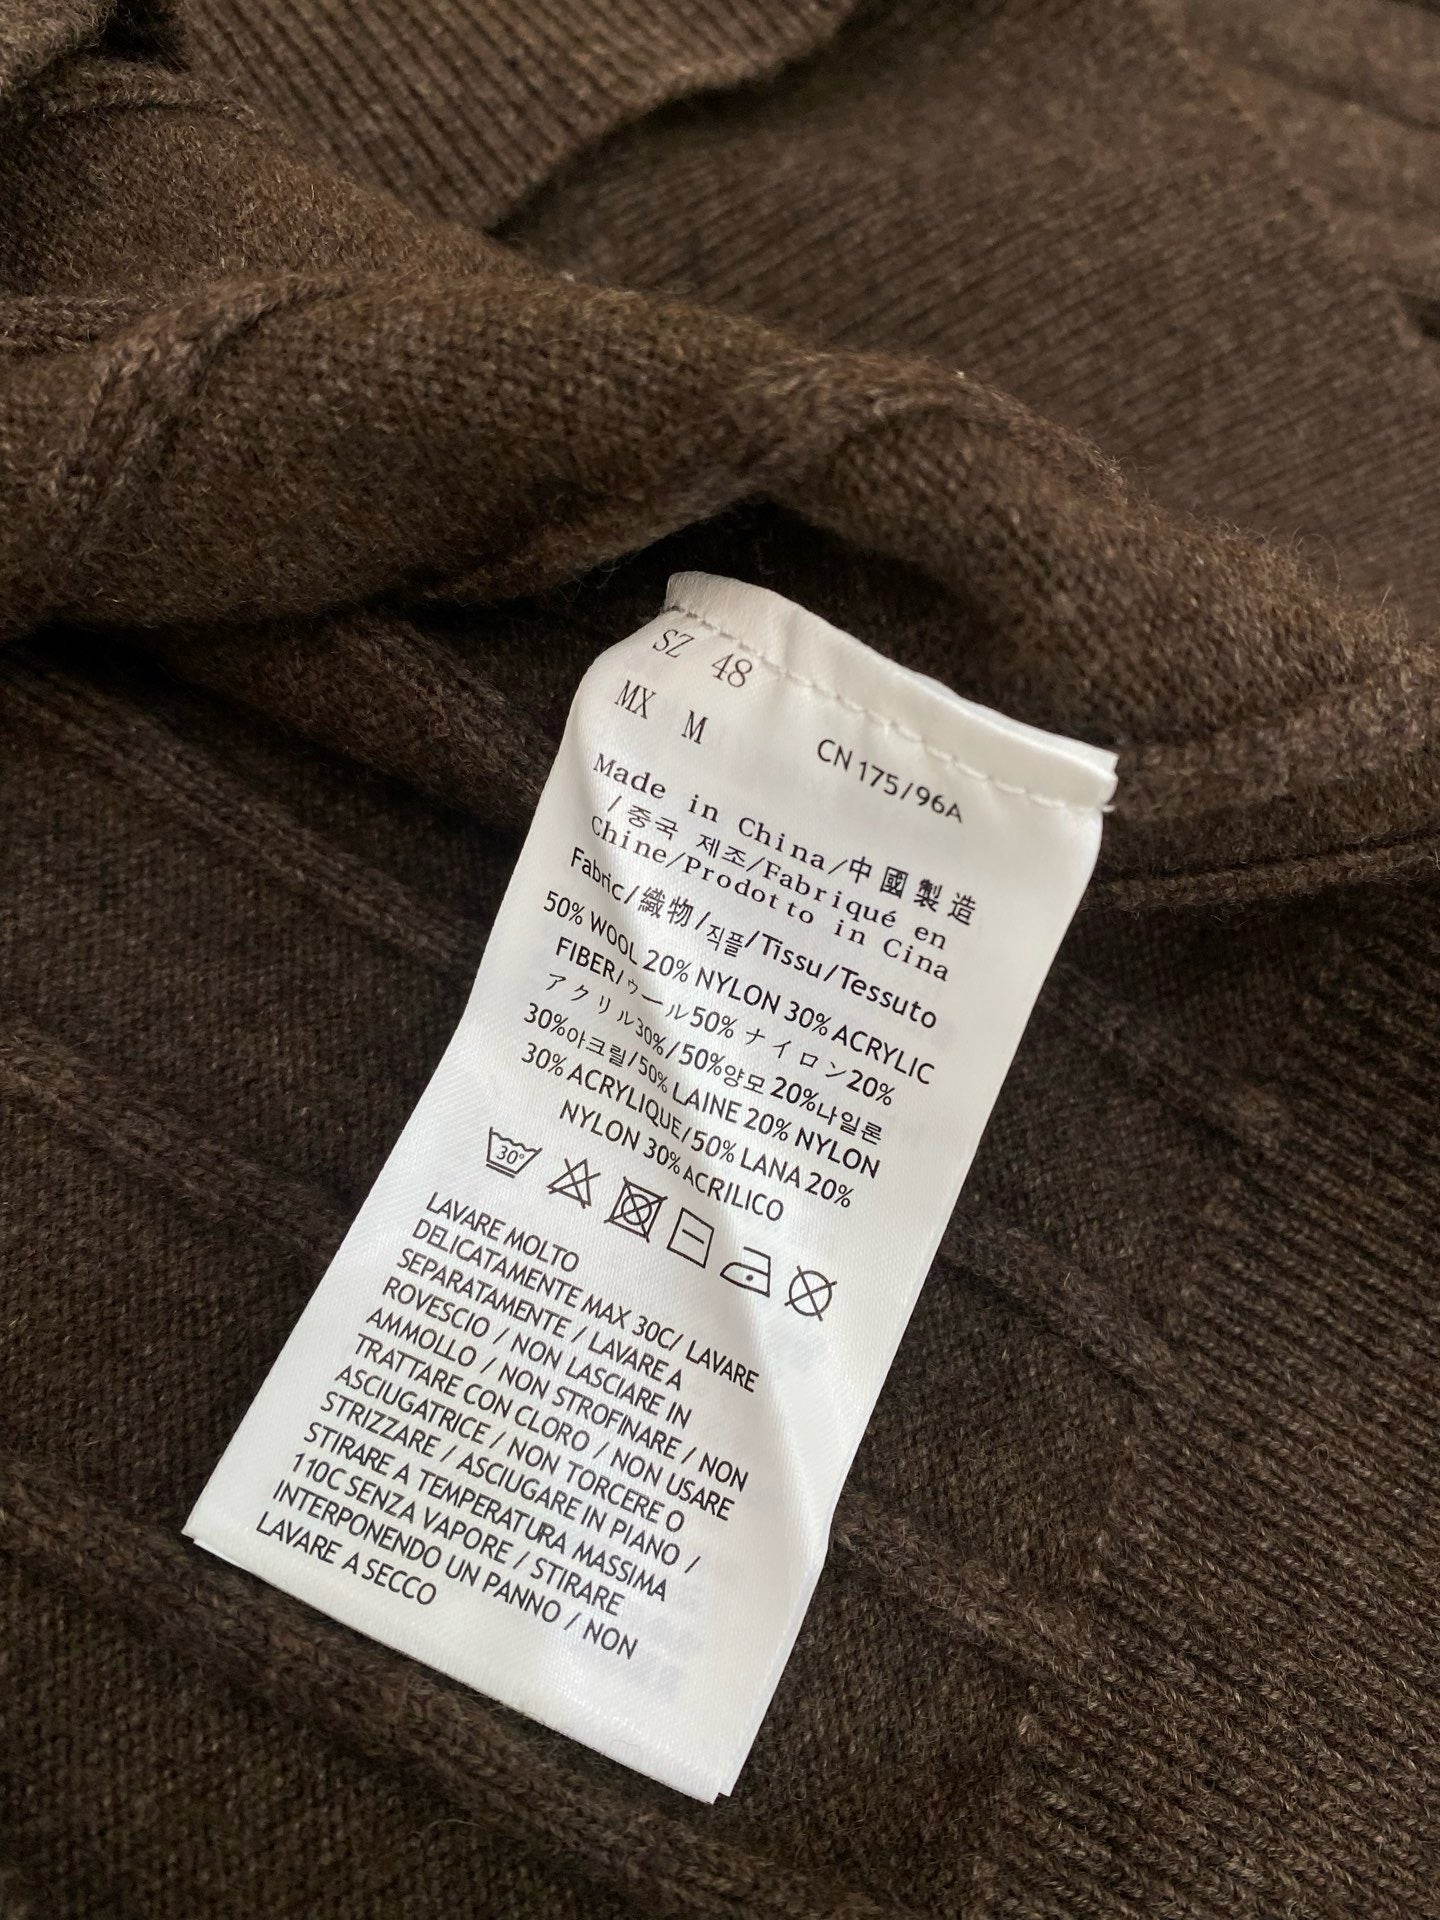 SZ 48
MX M
CN 175/96A
Made in China/中國製造
/중국 제조/Fabriqué en
Chine/Prodotto in Cina
Fabric/織物/직플/Tissu/Tessuto
50% WOOL 20% NYLON 30% ACRYLIC
FIBER/ゥール50% ナイロン20%
アクリル30%/50%양모 20%나일론
30%아크릴/50% LAINE 20% NYLON
30% ACRYLIQUE/50% LANA 20%
NYLON 30% ACRILICO
30°
LAVARE MOLTO
DELICATAMENTE MAX 30C/ LAVARE
SEPARATAMENTE / LAVARE A
ROVESCIO / NON LASCIARE IN
AMMOLLO / NON STROFINARE / NON
TRATTARE CON CLORO / NON USARE
ASCIUGATRICE / NON TORCERE O
STRIZZARE / ASCIUGARE IN PIANO /
STIRARE A TEMPERATURA MASSIMA
110C SENZA VAPORE / STIRARE
INTERPONENDO UN PANNO / NON
LAVARE A SECCO